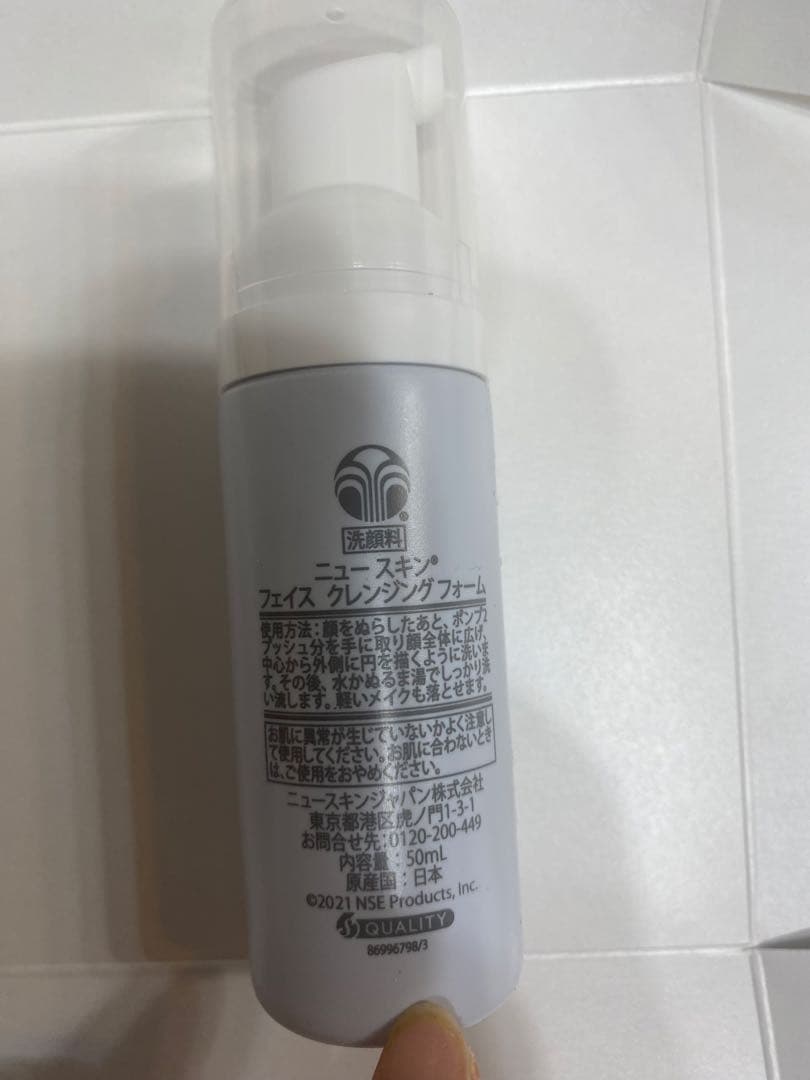 洗顔料
ニュー スキン®
フェイス クレンジング フォーム
使用方法：顔をぬらしたあと、ポンプ2
プッシュ分を手に取り顔全体に広げ、
中心から外側に円を描くように洗いま
す。その後、水かぬるま湯でしっかり洗
い流します。軽いメイクも落とせます。
お肌に異常が生じていないかよく注意し
て使用してください。お肌に合わないとき
は、ご使用をおやめください。
ニュースキンジャパン株式会社
東京都港区虎ノ門1-3-1
お問合せ先：0120-200-449
内容量：50mL
原産国：日本
©2021 NSE Products, Inc.
QUALITY
86996798/3